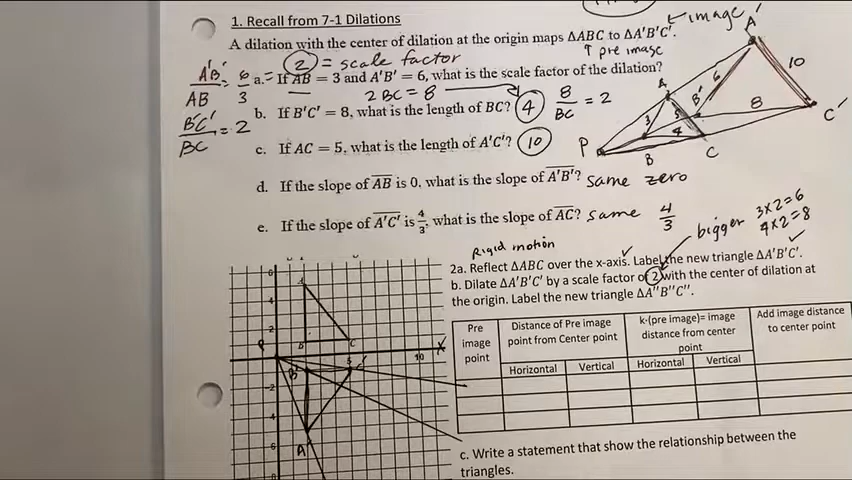 1. Recall from 7-1 Dilations
image
A dilation with the center of dilation at the origin maps ΔABC to ΔA'B'C'.
↑ pre image
A'B' / AB = 6 / 3
2 = scale factor
a. If AB = 3 and A'B' = 6, what is the scale factor of the dilation?
2 BC = 8
b. If B'C' = 8, what is the length of BC? 4 8 / BC = 2
B'C' / BC = 2
c. If AC = 5, what is the length of A'C'? 10
d. If the slope of AB is 0, what is the slope of A'B'? same zero
e. If the slope of A'C' is 4/3, what is the slope of AC? same 4/3
A'
10
6
A
B'
8
C'
3
5
4
P
B
C
bigger
3x2=6
4x2=8
Rigid motion
2a. Reflect ΔABC over the x-axis. Label the new triangle ΔA'B'C'.
b. Dilate ΔA'B'C' by a scale factor of 2 with the center of dilation at
the origin. Label the new triangle ΔA''B''C''.
Pre image point
Distance of Pre image point from Center point
k·(pre image)= image distance from center point
Add image distance to center point
Horizontal Vertical Horizontal Vertical
6
4
2
B
C
P
5
10
X
B'
C'
-2
-4
A'
c. Write a statement that show the relationship between the
triangles.